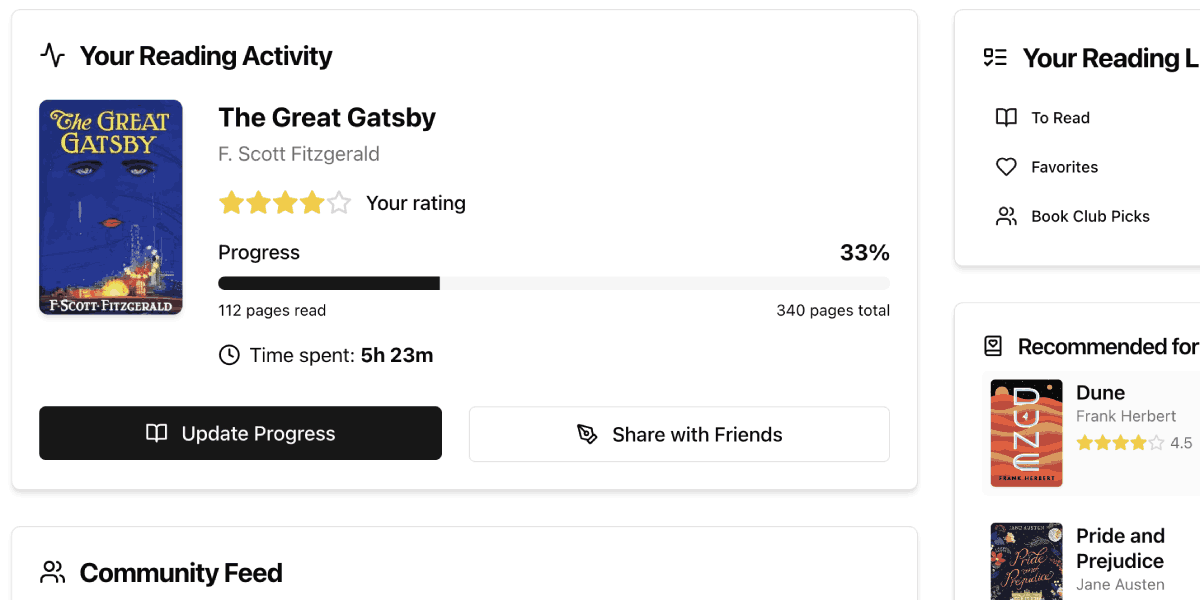 Your Reading Activity
The GREAT
GATSBY
F·SCOTT·FITZGERALD
The Great Gatsby
F. Scott Fitzgerald
Your rating
Progress
33%
112 pages read
340 pages total
Time spent: 5h 23m
Update Progress
Share with Friends
Community Feed
Your Reading L
To Read
Favorites
Book Club Picks
Recommended for
DUNE
FRANK HERBERT
Dune
Frank Herbert
4.5
JANE AUSTEN
Pride
Prejudice
Pride and
Prejudice
Jane Austen